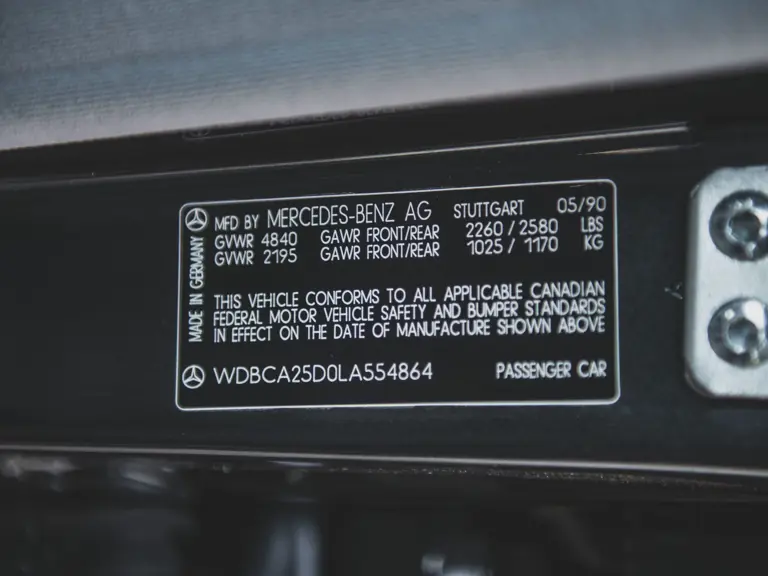 MFD BY MERCEDES-BENZ AG STUTTGART 05/90
GVWR 4840 GAWR FRONT/REAR 2260 / 2580 LBS
GVWR 2195 GAWR FRONT/REAR 1025 / 1170 KG
MADE IN GERMANY
THIS VEHICLE CONFORMS TO ALL APPLICABLE CANADIAN
FEDERAL MOTOR VEHICLE SAFETY AND BUMPER STANDARDS
IN EFFECT ON THE DATE OF MANUFACTURE SHOWN ABOVE
WDBCA25D0LA554864 PASSENGER CAR